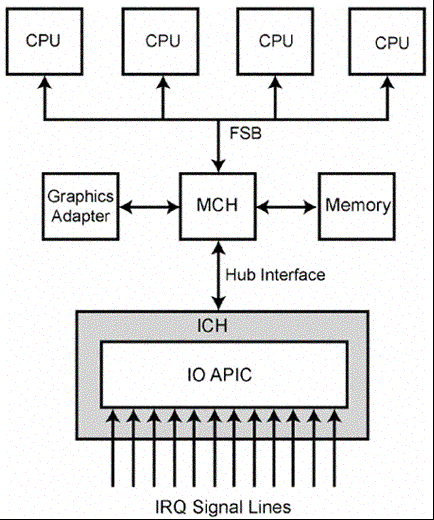 CPU
CPU
CPU
CPU
FSB
Graphics
Adapter
MCH
Memory
Hub Interface
ICH
IO APIC
IRQ Signal Lines